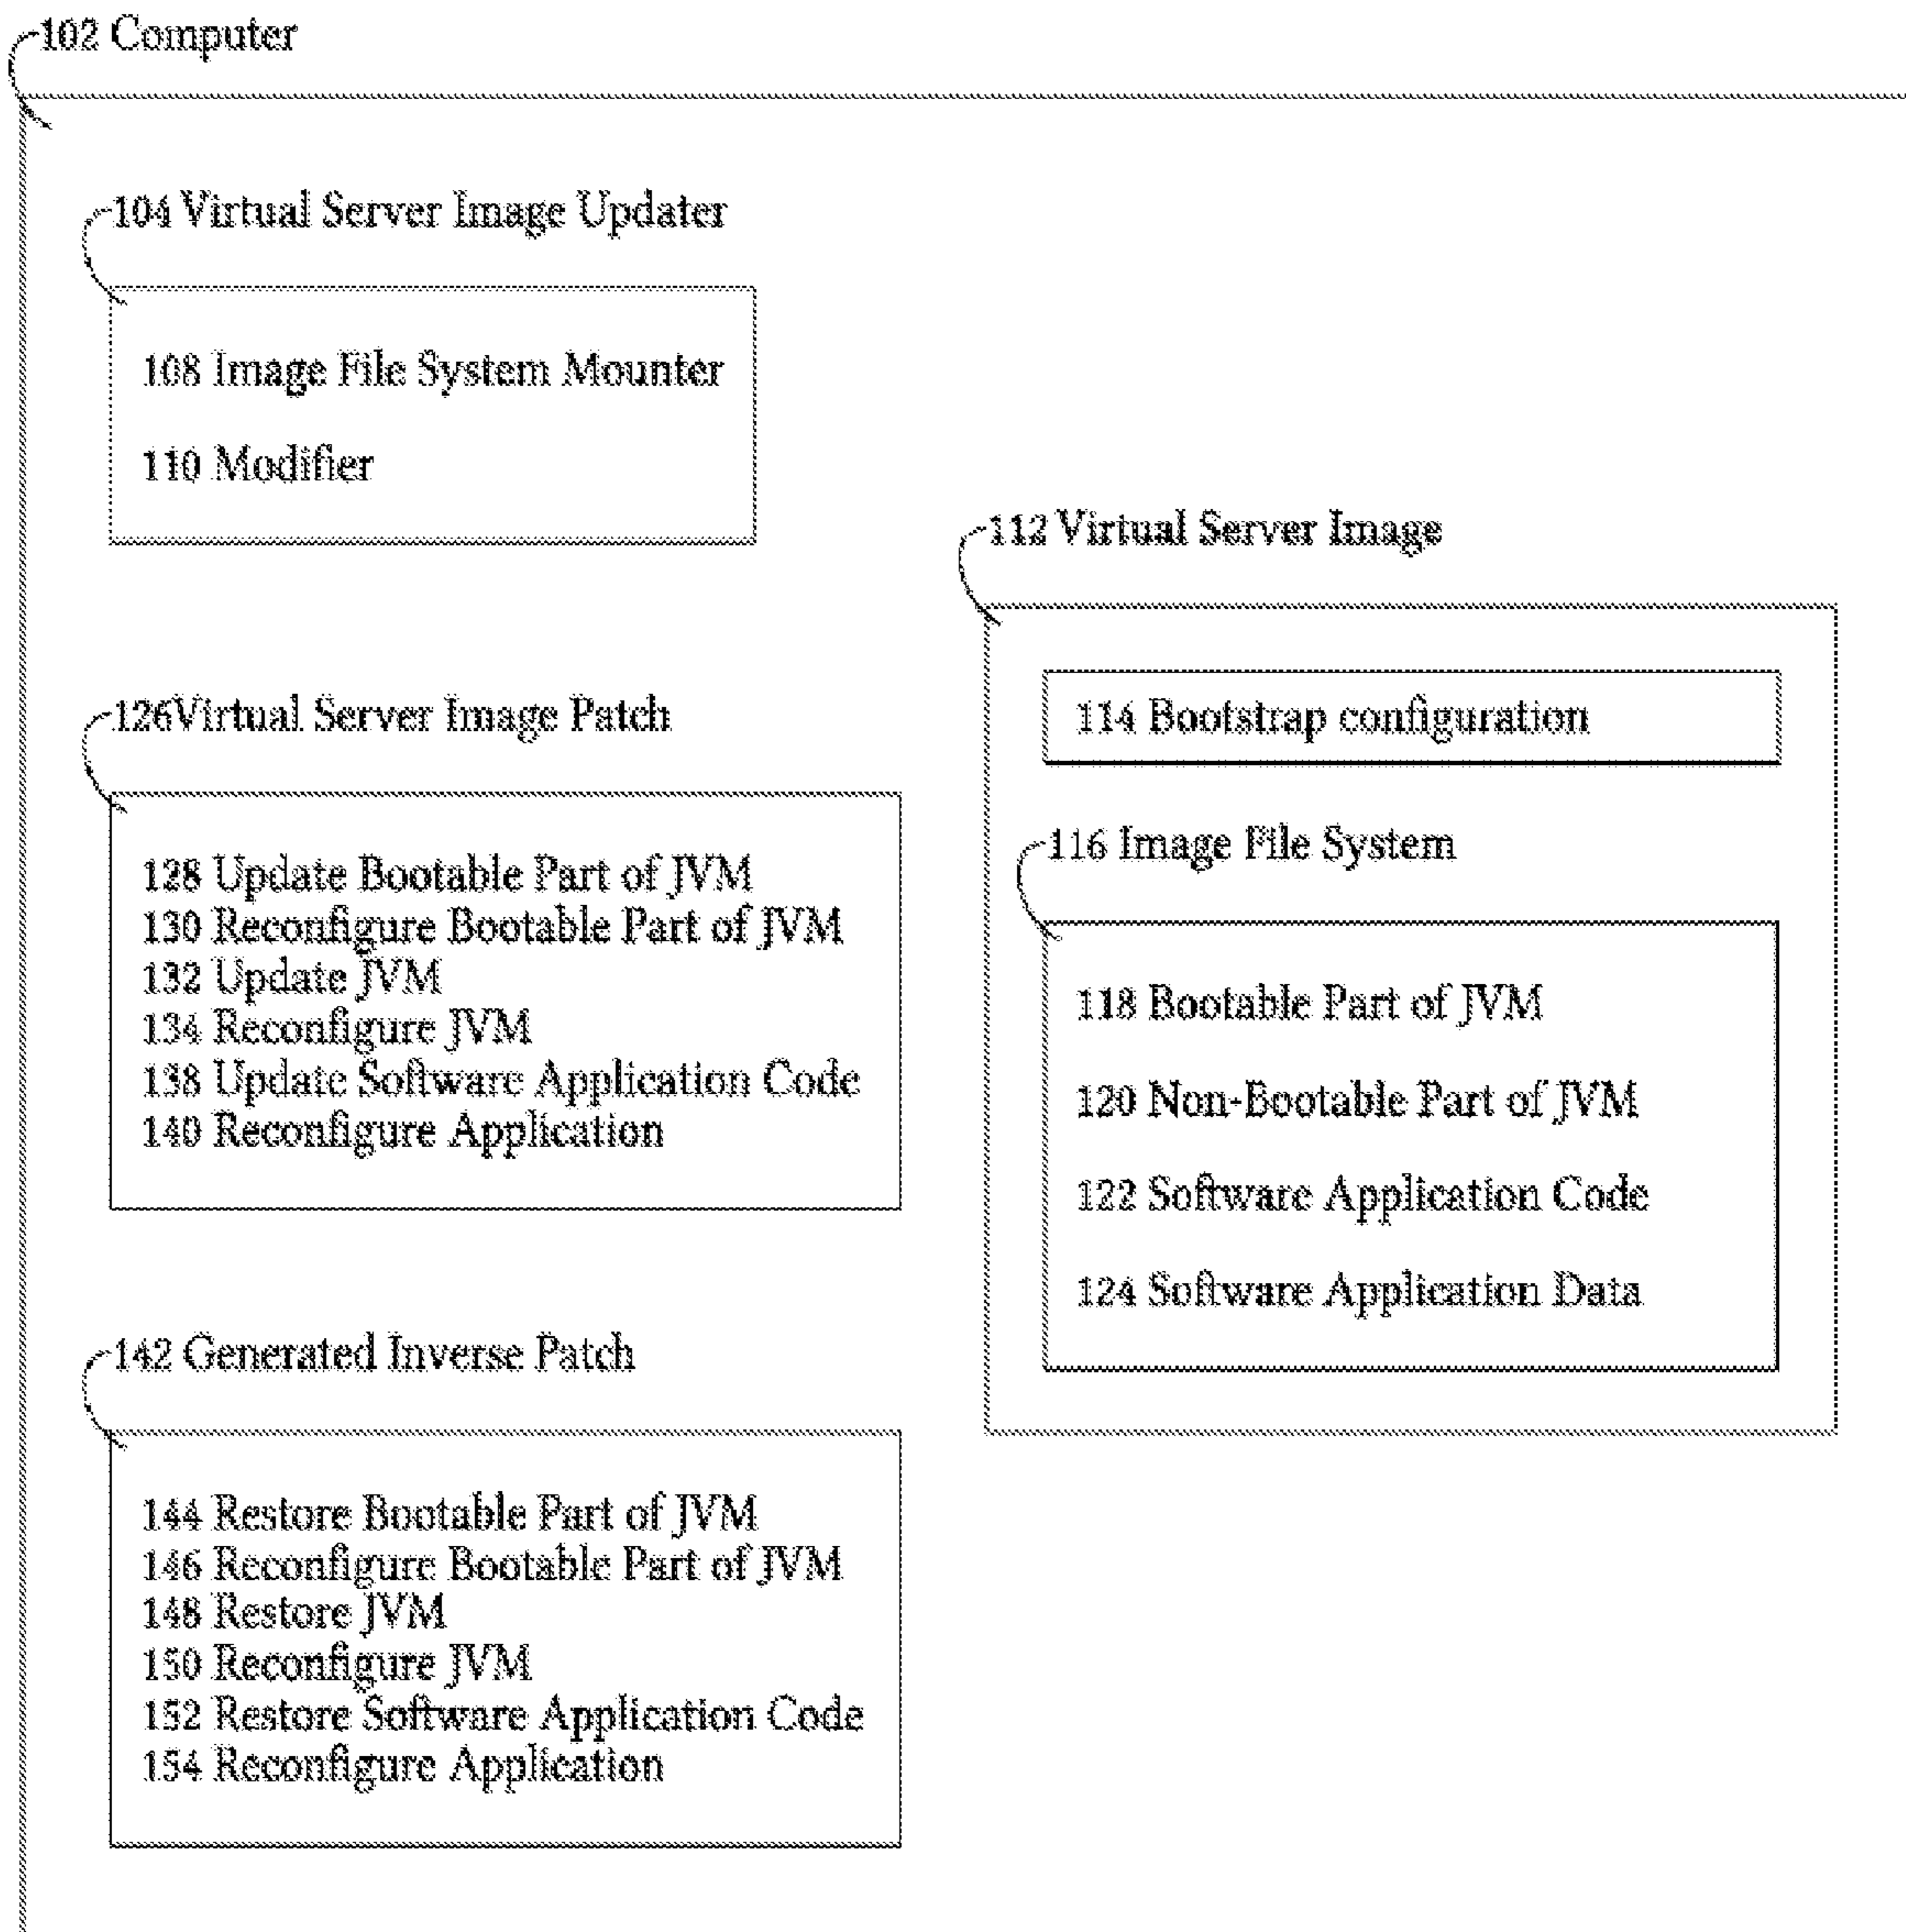 102 Computer
104 Virtual Server Image Updater
108 Image File System Mounter
110 Modifier
126Virtual Server Image Patch
128 Update Bootable Part of JVM
130 Reconfigure Bootable Part of JVM
132 Update JVM
134 Reconfigure JVM
138 Update Software Application Code
140 Reconfigure Application
142 Generated Inverse Patch
144 Restore Bootable Part of JVM
146 Reconfigure Bootable Part of JVM
148 Restore JVM
150 Reconfigure JVM
152 Restore Software Application Code
154 Reconfigure Application
112 Virtual Server Image
114 Bootstrap configuration
116 Image File System
118 Bootable Part of JVM
120 Non-Bootable Part of JVM
122 Software Application Code
124 Software Application Data